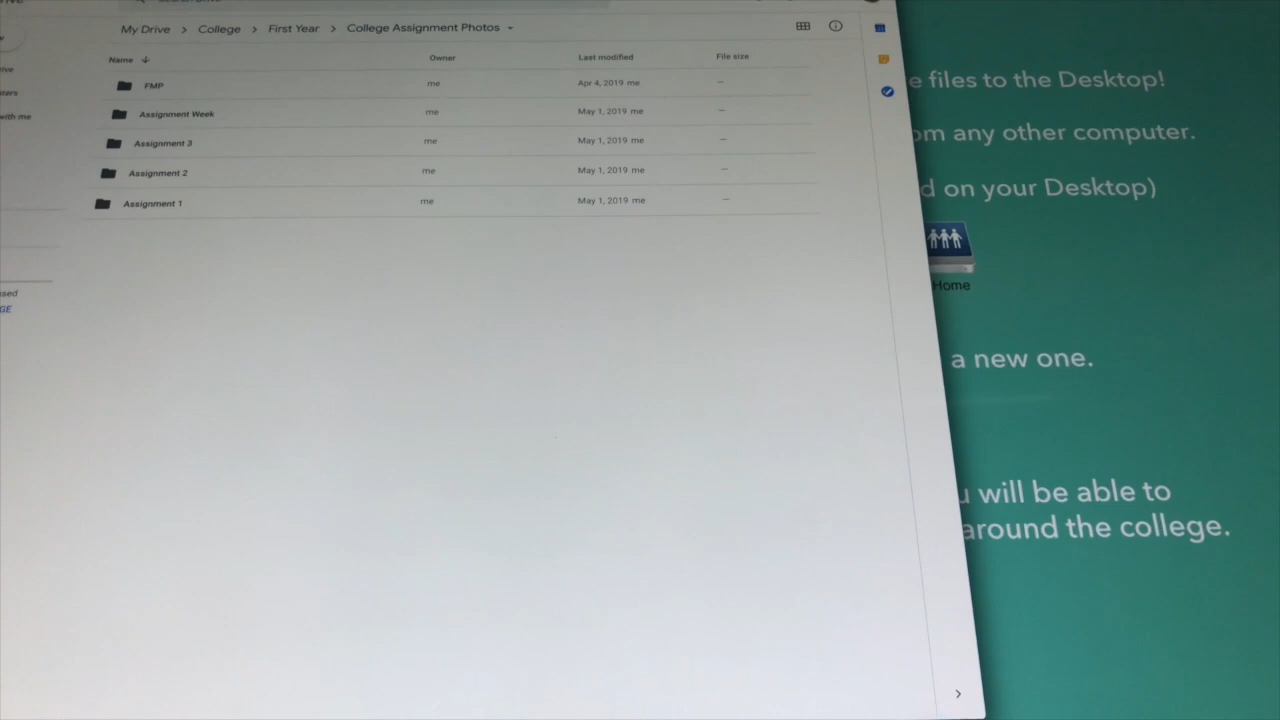 My Drive > College > First Year > College Assignment Photos
Name Owner Last modified File size
FMP me Apr 4, 2019 me –
Assignment Week me May 1, 2019 me –
Assignment 3 me May 1, 2019 me –
Assignment 2 me May 1, 2019 me –
Assignment 1 me May 1, 2019 me –
with me
files to the Desktop!
any other computer.
on your Desktop)
Home
a new one.
will be able to
around the college.